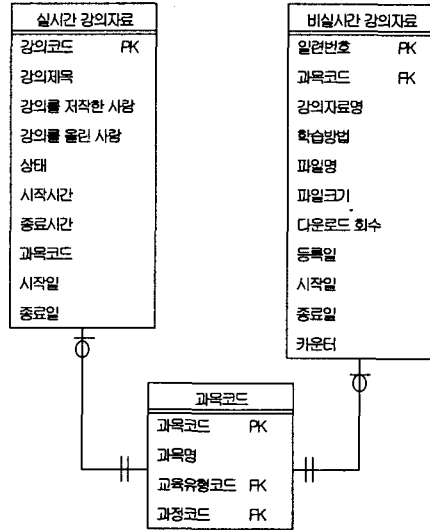 실시간 강의자료
강의코드 PK
강의제목
강의를 저작한 사람
강의를 올린 사람
상태
시작시간
종료시간
과목코드
시작일
종료일
비실시간 강의자료
일련번호 PK
과목코드 FK
강의자료명
학습방법
파일명
파일크기
다운로드 회수
등록일
시작일
종료일
카운터
과목코드
과목코드 PK
과목명
교육유형코드 FK
과정코드 FK